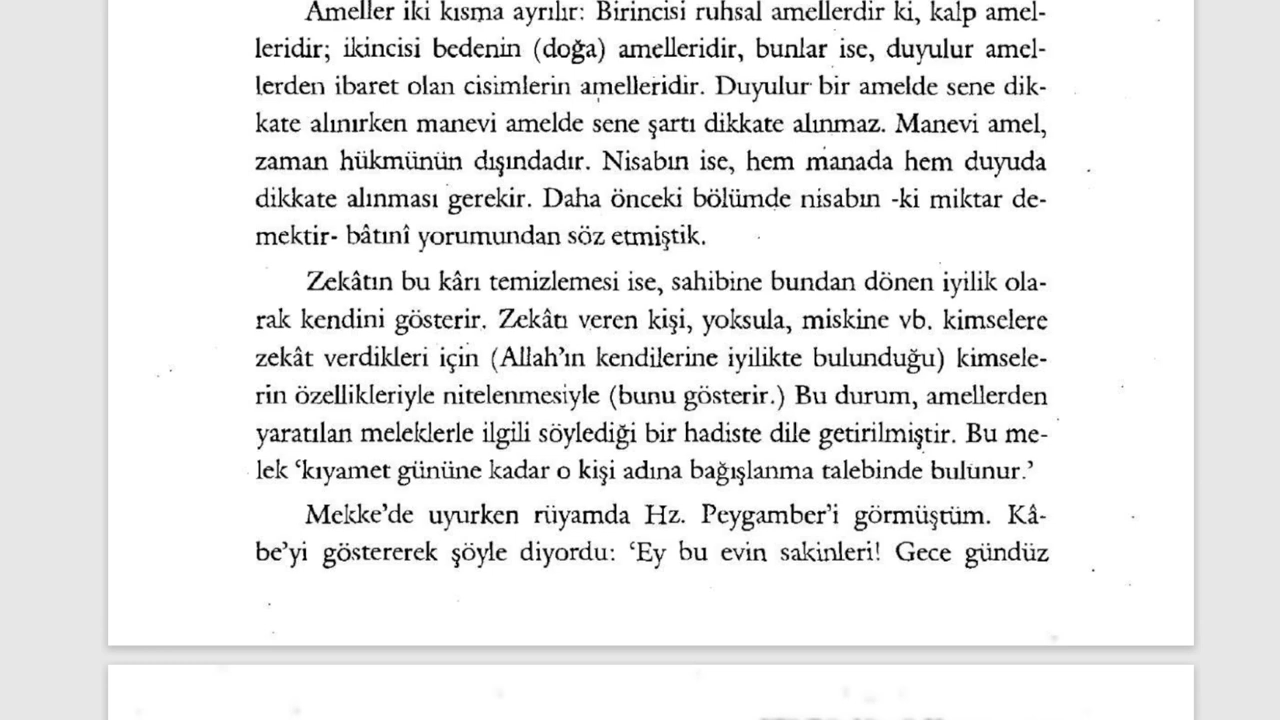 Ameller iki kısma ayrılır: Birincisi ruhsal amellerdir ki, kalp amel-
leridir; ikincisi bedenin (doğa) amelleridir, bunlar ise, duyulur amel-
lerden ibaret olan cisimlerin amelleridir. Duyulur bir amelde sene dik-
kate alınırken manevi amelde sene şartı dikkate alınmaz. Manevi amel,
zaman hükmünün dışındadır. Nisabın ise, hem manada hem duyuda
dikkate alınması gerekir. Daha önceki bölümde nisabın -ki miktar de-
mektir- bâtınî yorumundan söz etmiştik.
Zekâtın bu kârı temizlemesi ise, sahibine bundan dönen iyilik ola-
rak kendini gösterir. Zekâtı veren kişi, yoksula, miskine vb. kimselere
zekât verdikleri için (Allah’ın kendilerine iyilikte bulunduğu) kimsele-
rin özellikleriyle nitelenmesiyle (bunu gösterir.) Bu durum, amellerden
yaratılan meleklerle ilgili söylediği bir hadiste dile getirilmiştir. Bu me-
lek ‘kıyamet gününe kadar o kişi adına bağışlanma talebinde bulunur.’
Mekke’de uyurken rüyamda Hz. Peygamber’i görmüştüm. Kâ-
be’yi göstererek şöyle diyordu: ‘Ey bu evin sakinleri! Gece gündüz